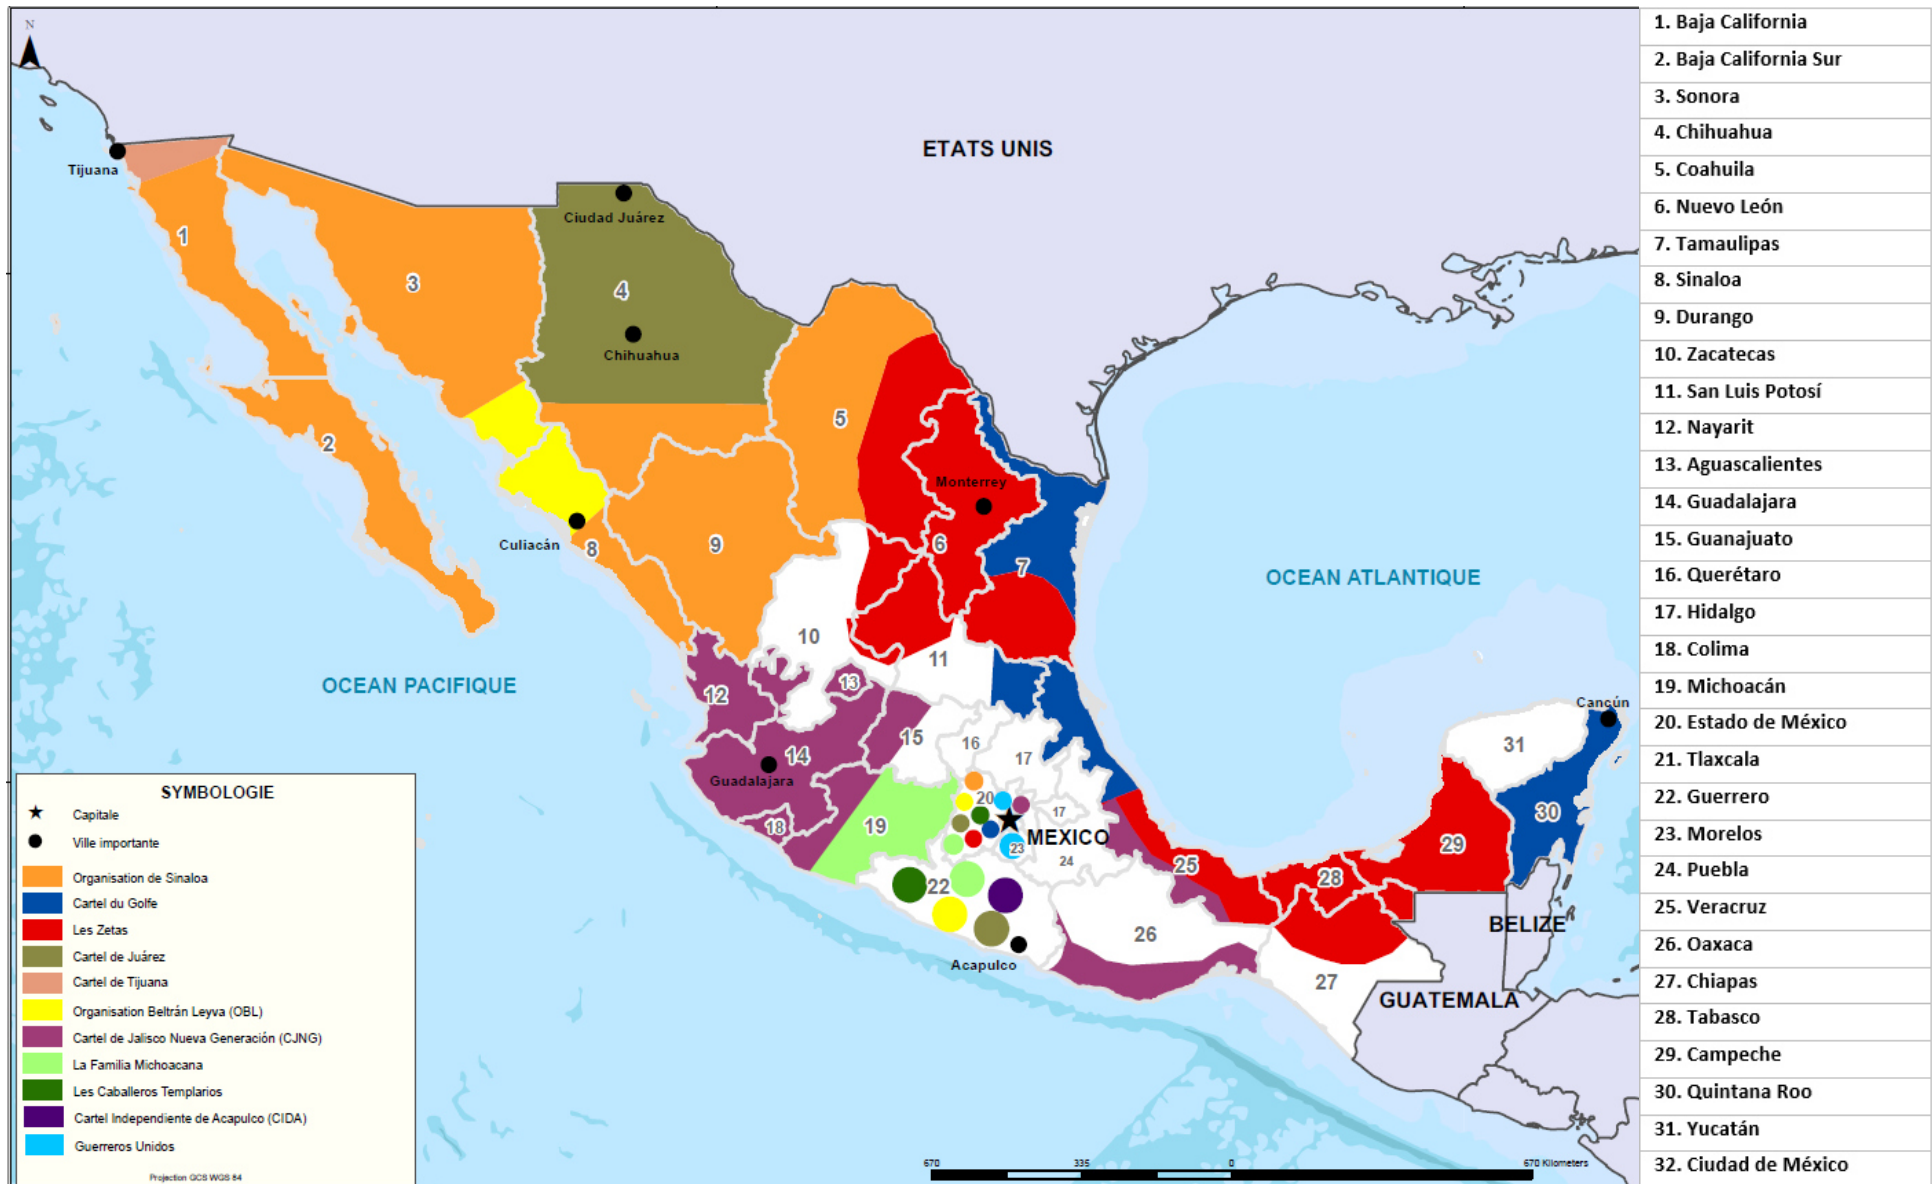 N
ETATS UNIS
Tijuana
Ciudad Juárez
1
3
4
Chihuahua
5
2
Monterrey
Culiacán
8
9
6
7
OCEAN ATLANTIQUE
10
11
OCEAN PACIFIQUE
12
13
Cancún
14
15
16
17
31
Guadalajara
20
17
18
19
MEXICO
23
24
25
28
29
30
22
26
BELIZE
Acapulco
27
GUATEMALA
SYMBOLOGIE
Capitale
Ville importante
Organisation de Sinaloa
Cartel du Golfe
Les Zetas
Cartel de Juárez
Cartel de Tijuana
Organisation Beltrán Leyva (OBL)
Cartel de Jalisco Nueva Generación (CJNG)
La Familia Michoacana
Les Caballeros Templarios
Cartel Independiente de Acapulco (CIDA)
Guerreros Unidos
Projection GCS WGS 84
670 335 0 670 Kilometers
1. Baja California
2. Baja California Sur
3. Sonora
4. Chihuahua
5. Coahuila
6. Nuevo León
7. Tamaulipas
8. Sinaloa
9. Durango
10. Zacatecas
11. San Luis Potosí
12. Nayarit
13. Aguascalientes
14. Guadalajara
15. Guanajuato
16. Querétaro
17. Hidalgo
18. Colima
19. Michoacán
20. Estado de México
21. Tlaxcala
22. Guerrero
23. Morelos
24. Puebla
25. Veracruz
26. Oaxaca
27. Chiapas
28. Tabasco
29. Campeche
30. Quintana Roo
31. Yucatán
32. Ciudad de México